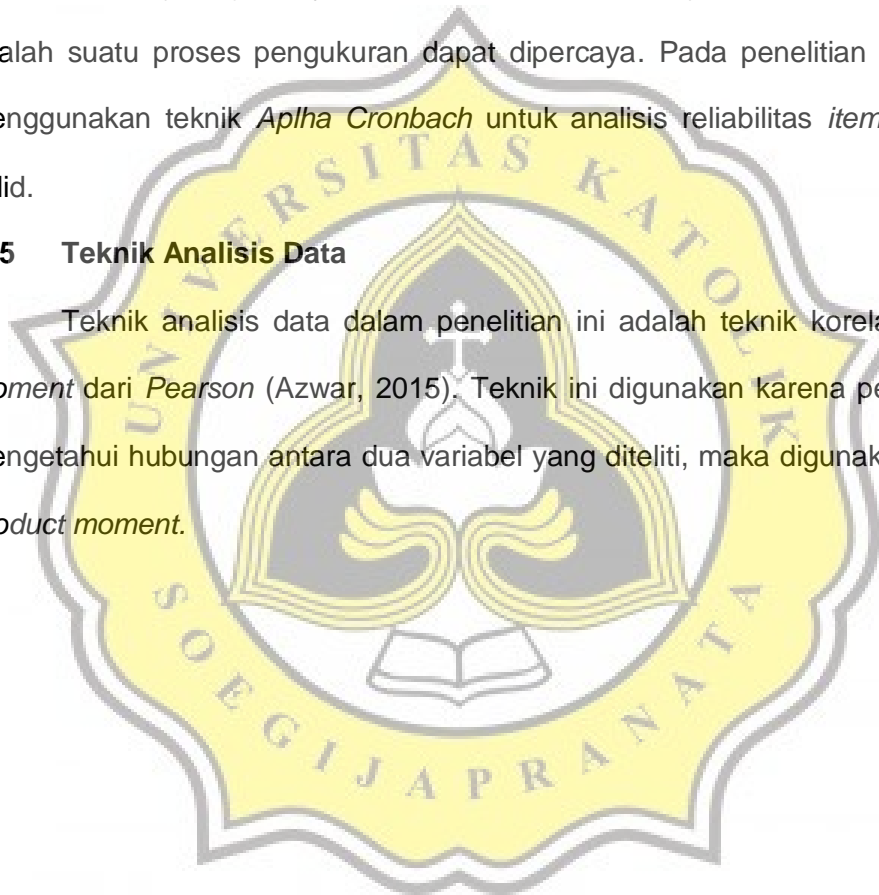 alah suatu proses pengukuran dapat dipercaya. Pada penelitian
enggunakan teknik Aplha Cronbach untuk analisis reliabilitas item
lid.
5 Teknik Analisis Data
Teknik analisis data dalam penelitian ini adalah teknik korela
oment dari Pearson (Azwar, 2015). Teknik ini digunakan karena pe
engetahui hubungan antara dua variabel yang diteliti, maka digunak
oduct moment.
UNIVERSITAS KATOLIK
SOEGIJAPRANATA